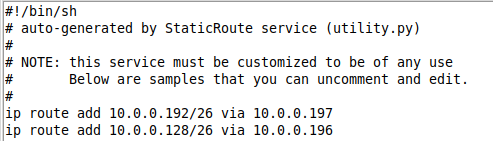 #!/bin/sh
# auto-generated by StaticRoute service (utility.py)
#
# NOTE: this service must be customized to be of any use
#       Below are samples that you can uncomment and edit.
#
ip route add 10.0.0.192/26 via 10.0.0.197
ip route add 10.0.0.128/26 via 10.0.0.196